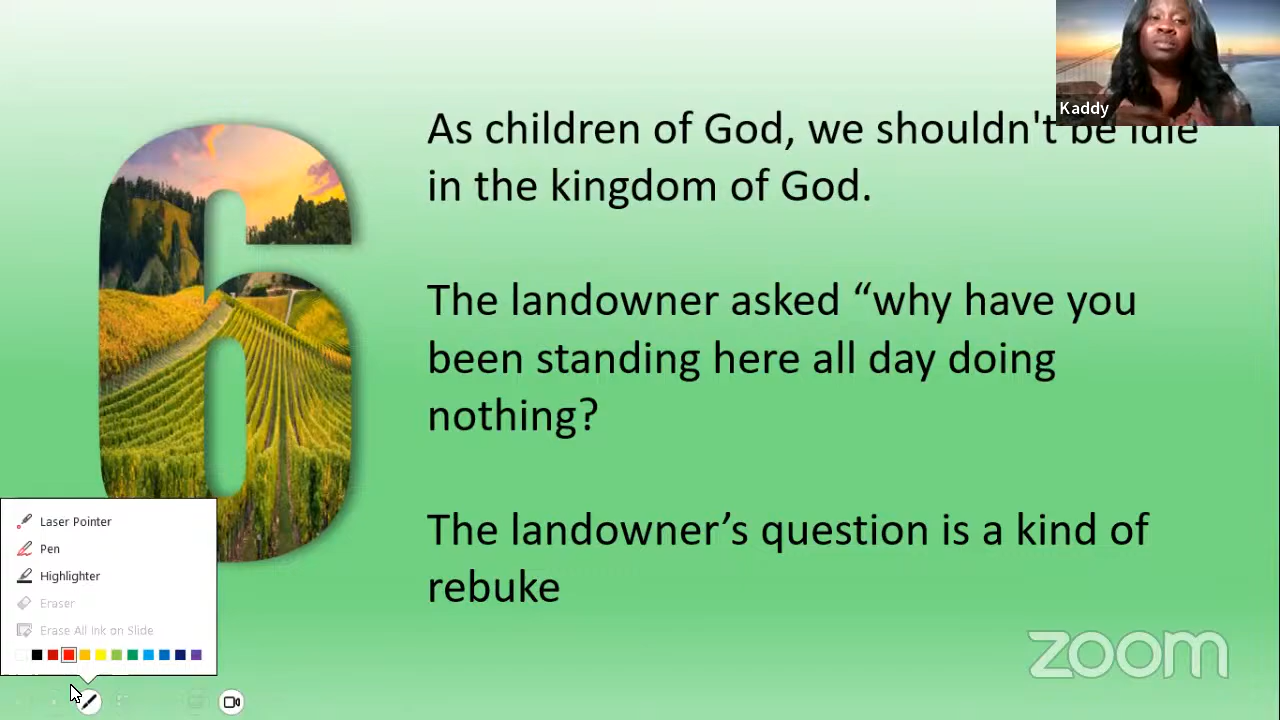 Kaddy
As children of God, we shouldn't be idle
in the kingdom of God.
The landowner asked “why have you
been standing here all day doing
nothing?
The landowner’s question is a kind of
rebuke
6
Laser Pointer
Pen
Highlighter
Eraser
Erase All Ink on Slide
zoom